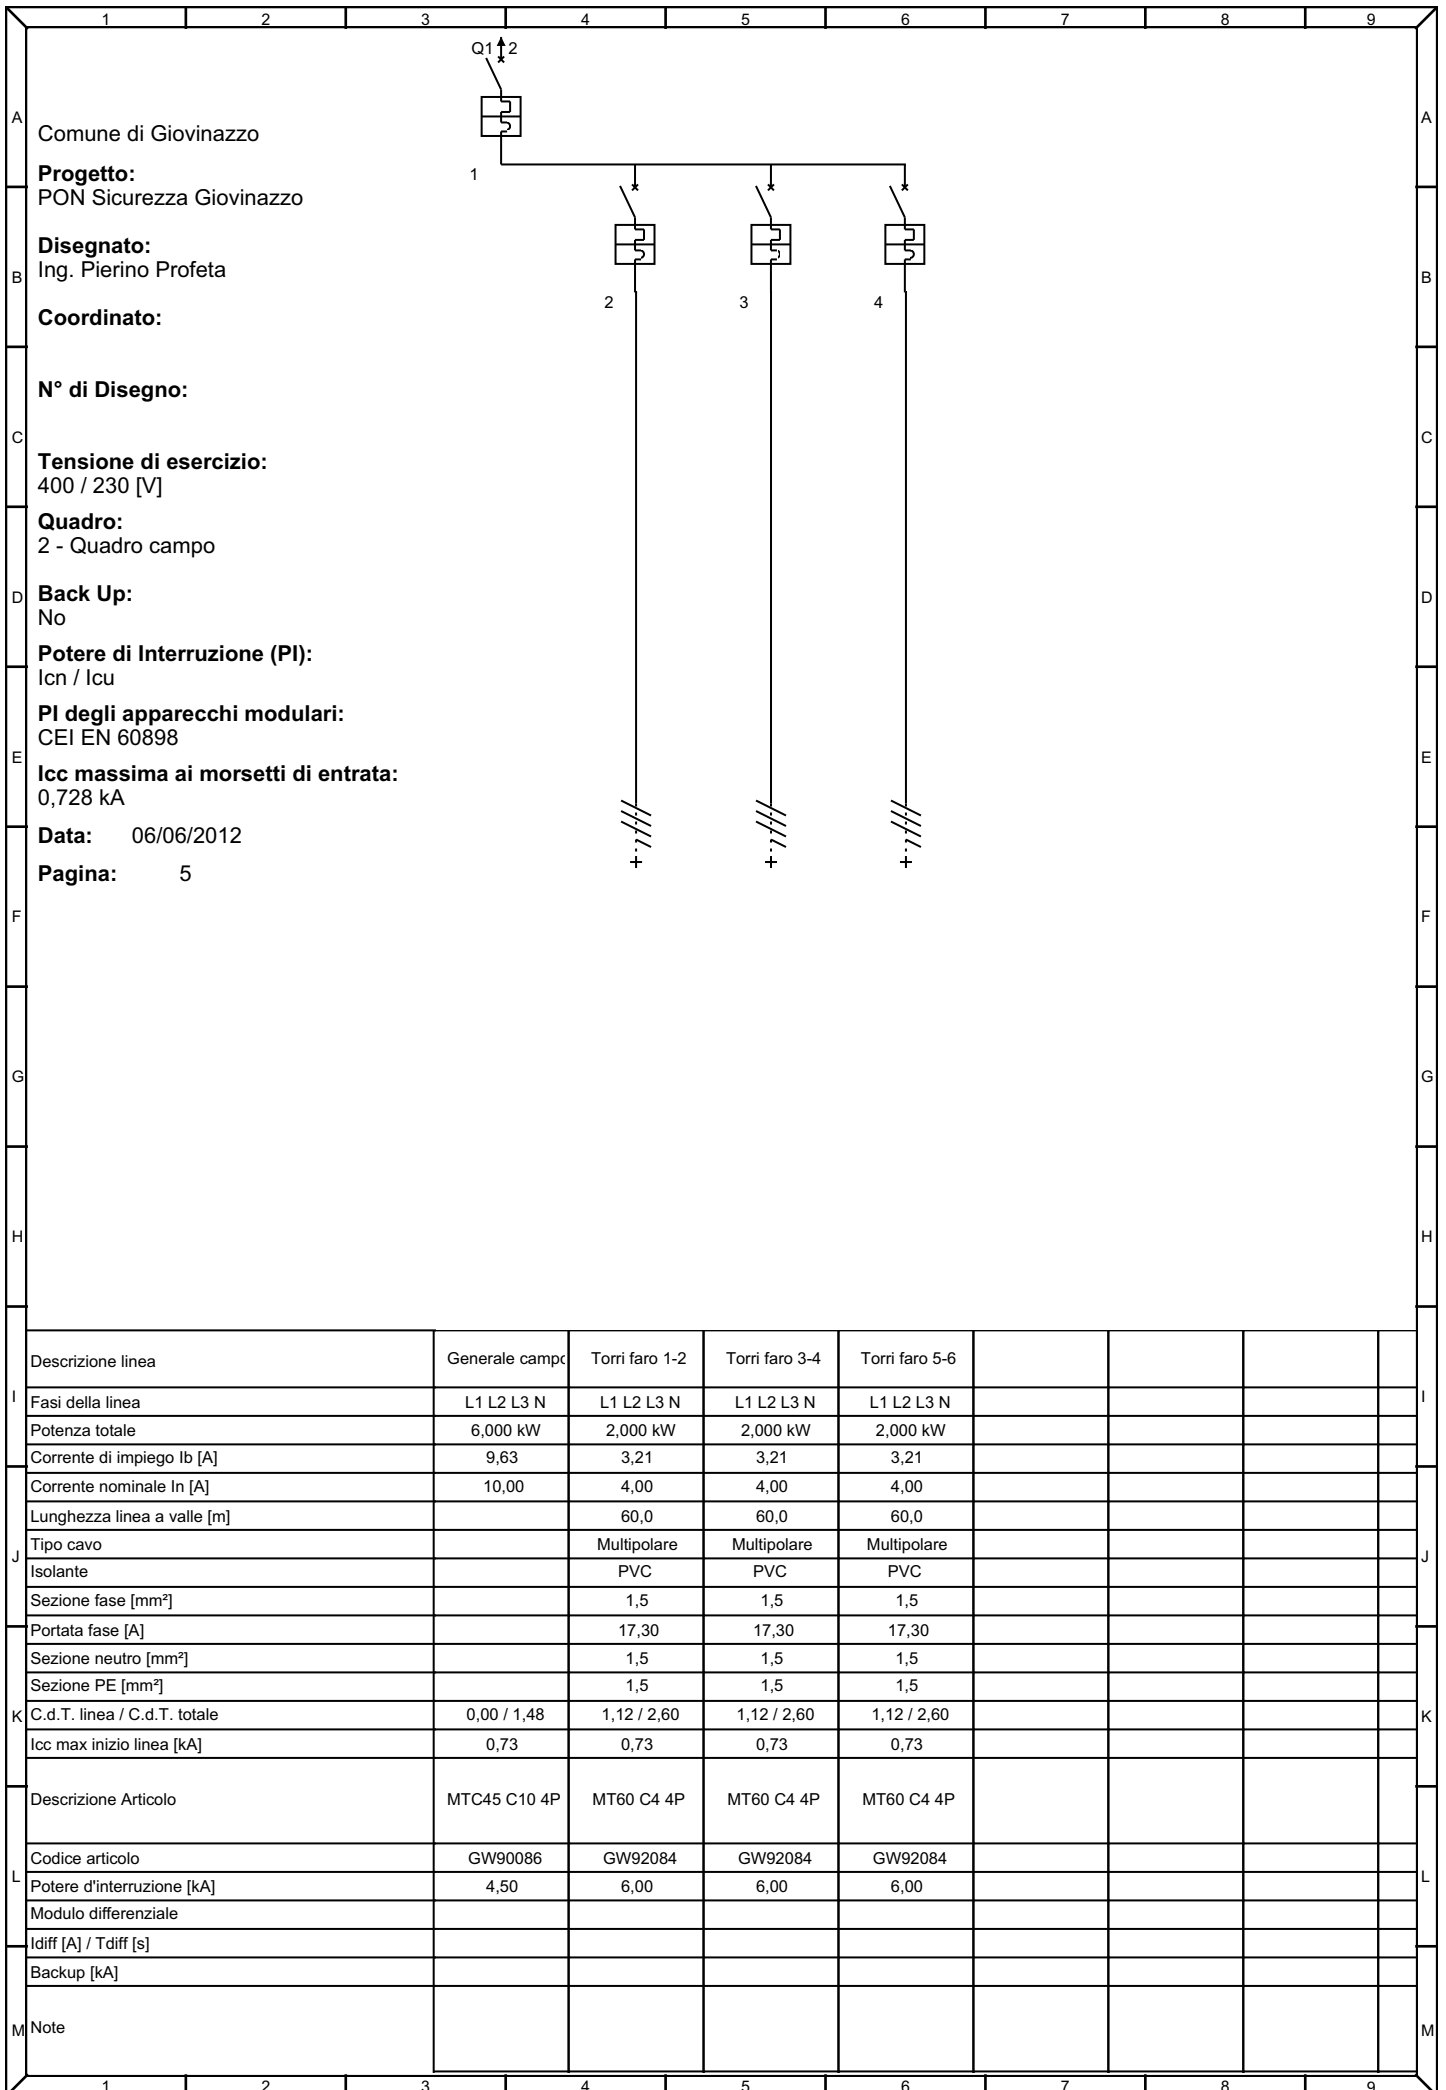 1 2 3 4 5 6 7 8 9
Q1 2
A A
Comune di Giovinazzo
Progetto:
PON Sicurezza Giovinazzo
1
Disegnato:
Ing. Pierino Profeta
B B
2 3 4
Coordinato:
N° di Disegno:
C C
Tensione di esercizio:
400 / 230 [V]
Quadro:
2 - Quadro campo
D D
Back Up:
No
Potere di Interruzione (PI):
Icn / Icu
PI degli apparecchi modulari:
CEI EN 60898
E E
Icc massima ai morsetti di entrata:
0,728 kA
Data: 06/06/2012
Pagina: 5
F F
G G
H H
Descrizione linea Generale campo Torri faro 1-2 Torri faro 3-4 Torri faro 5-6
I I
Fasi della linea L1 L2 L3 N L1 L2 L3 N L1 L2 L3 N L1 L2 L3 N
Potenza totale 6,000 kW 2,000 kW 2,000 kW 2,000 kW
Corrente di impiego Ib [A] 9,63 3,21 3,21 3,21
Corrente nominale In [A] 10,00 4,00 4,00 4,00
Lunghezza linea a valle [m] 60,0 60,0 60,0
Tipo cavo Multipolare Multipolare Multipolare
J J
Isolante PVC PVC PVC
Sezione fase [mm²] 1,5 1,5 1,5
Portata fase [A] 17,30 17,30 17,30
Sezione neutro [mm²] 1,5 1,5 1,5
Sezione PE [mm²] 1,5 1,5 1,5
K C.d.T. linea / C.d.T. totale 0,00 / 1,48 1,12 / 2,60 1,12 / 2,60 1,12 / 2,60 K
Icc max inizio linea [kA] 0,73 0,73 0,73 0,73
Descrizione Articolo MTC45 C10 4P MT60 C4 4P MT60 C4 4P MT60 C4 4P
Codice articolo GW90086 GW92084 GW92084 GW92084
L L
Potere d'interruzione [kA] 4,50 6,00 6,00 6,00
Modulo differenziale
Idiff [A] / Tdiff [s]
Backup [kA]
M Note M
1 2 3 4 5 6 7 8 9